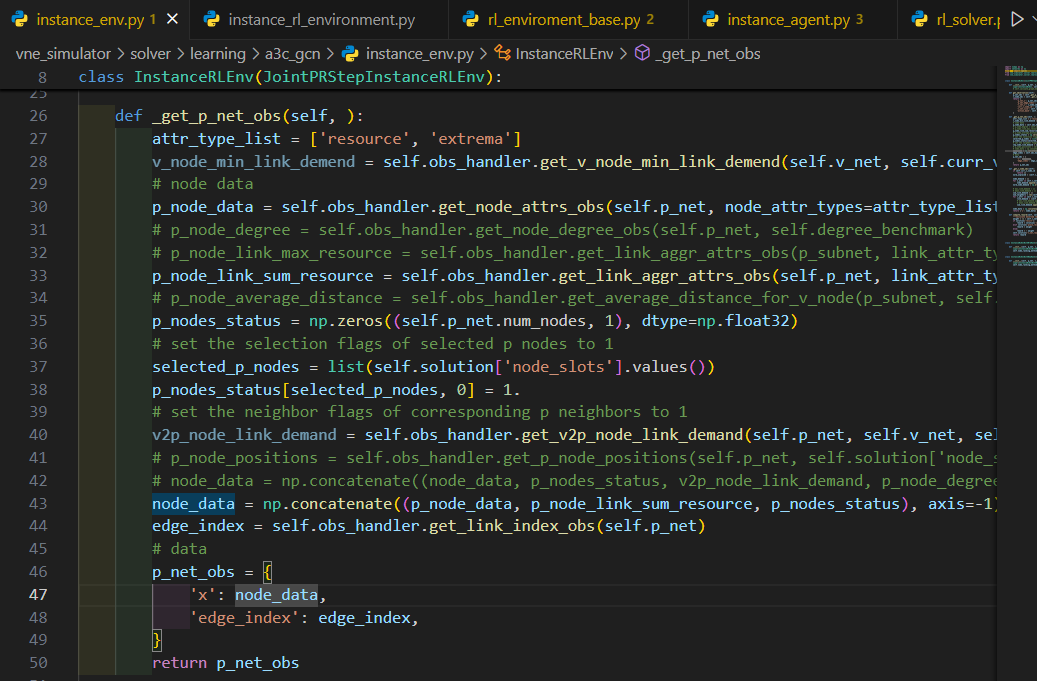 instance_env.py 1 instance_rl_environment.py rl_enviroment_base.py 2 instance_agent.py 3 rl_solver.
vne_simulator > solver > learning > a3c_gcn > instance_env.py > InstanceRLEnv > _get_p_net_obs
8 class InstanceRLEnv(JointPRStepInstanceRLEnv):
25
26 def _get_p_net_obs(self, ):
27 attr_type_list = ['resource', 'extrema']
28 v_node_min_link_demend = self.obs_handler.get_v_node_min_link_demend(self.v_net, self.curr_v
29 # node data
30 p_node_data = self.obs_handler.get_node_attrs_obs(self.p_net, node_attr_types=attr_type_list
31 # p_node_degree = self.obs_handler.get_node_degree_obs(self.p_net, self.degree_benchmark)
32 # p_node_link_max_resource = self.obs_handler.get_link_aggr_attrs_obs(p_subnet, link_attr_ty
33 p_node_link_sum_resource = self.obs_handler.get_link_aggr_attrs_obs(self.p_net, link_attr_ty
34 # p_node_average_distance = self.obs_handler.get_average_distance_for_v_node(p_subnet, self.
35 p_nodes_status = np.zeros((self.p_net.num_nodes, 1), dtype=np.float32)
36 # set the selection flags of selected p nodes to 1
37 selected_p_nodes = list(self.solution['node_slots'].values())
38 p_nodes_status[selected_p_nodes, 0] = 1.
39 # set the neighbor flags of corresponding p neighbors to 1
40 v2p_node_link_demand = self.obs_handler.get_v2p_node_link_demand(self.p_net, self.v_net, sel
41 # p_node_positions = self.obs_handler.get_p_node_positions(self.p_net, self.solution['node_s
42 # node_data = np.concatenate((node_data, p_nodes_status, v2p_node_link_demand, p_node_degree
43 node_data = np.concatenate((p_node_data, p_node_link_sum_resource, p_nodes_status), axis=-1)
44 edge_index = self.obs_handler.get_link_index_obs(self.p_net)
45 # data
46 p_net_obs = {
47 'x': node_data,
48 'edge_index': edge_index,
49 }
50 return p_net_obs